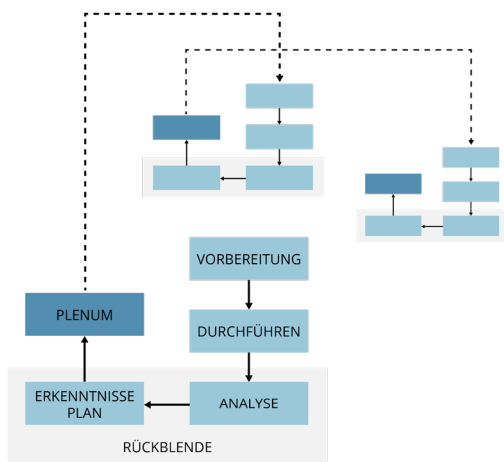 VORBEREITUNG
PLENUM
DURCHFÜHREN
ERKENNTNISSE
PLAN
ANALYSE
RÜCKBLENDE